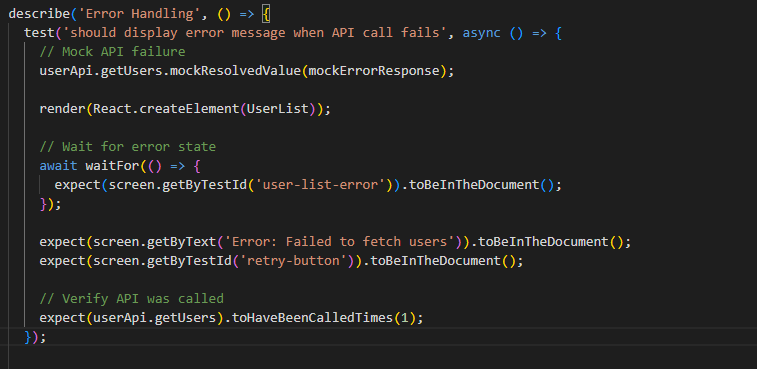 describe('Error Handling', () => {
  test('should display error message when API call fails', async () => {
    // Mock API failure
    userApi.getUsers.mockResolvedValue(mockErrorResponse);

    render(React.createElement(UserList));

    // Wait for error state
    await waitFor(() => {
      expect(screen.getByTestId('user-list-error')).toBeInTheDocument();
    });

    expect(screen.getByText('Error: Failed to fetch users')).toBeInTheDocument();
    expect(screen.getByTestId('retry-button')).toBeInTheDocument();

    // Verify API was called
    expect(userApi.getUsers).toHaveBeenCalledTimes(1);
  });